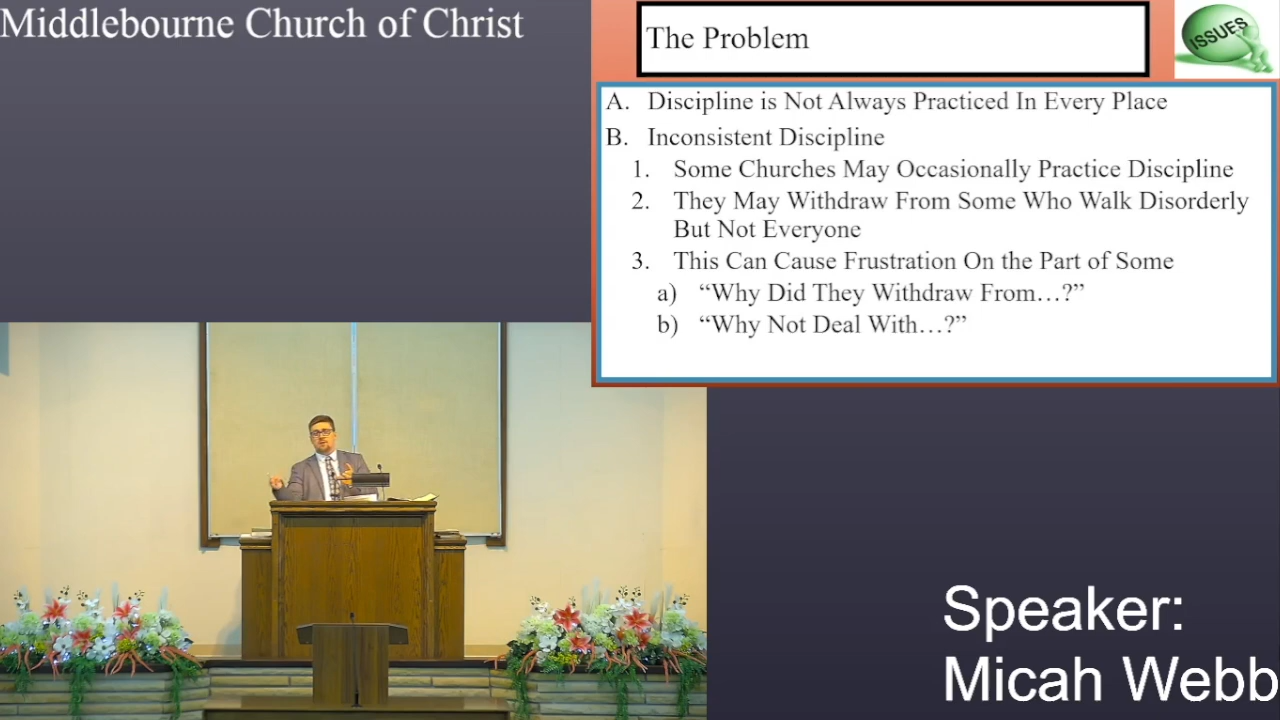 Middlebourne Church of Christ
The Problem
ISSUES
A. Discipline is Not Always Practiced In Every Place
B. Inconsistent Discipline
1. Some Churches May Occasionally Practice Discipline
2. They May Withdraw From Some Who Walk Disorderly
But Not Everyone
3. This Can Cause Frustration On the Part of Some
a) “Why Did They Withdraw From…?”
b) “Why Not Deal With…?”
Speaker:
Micah Webb